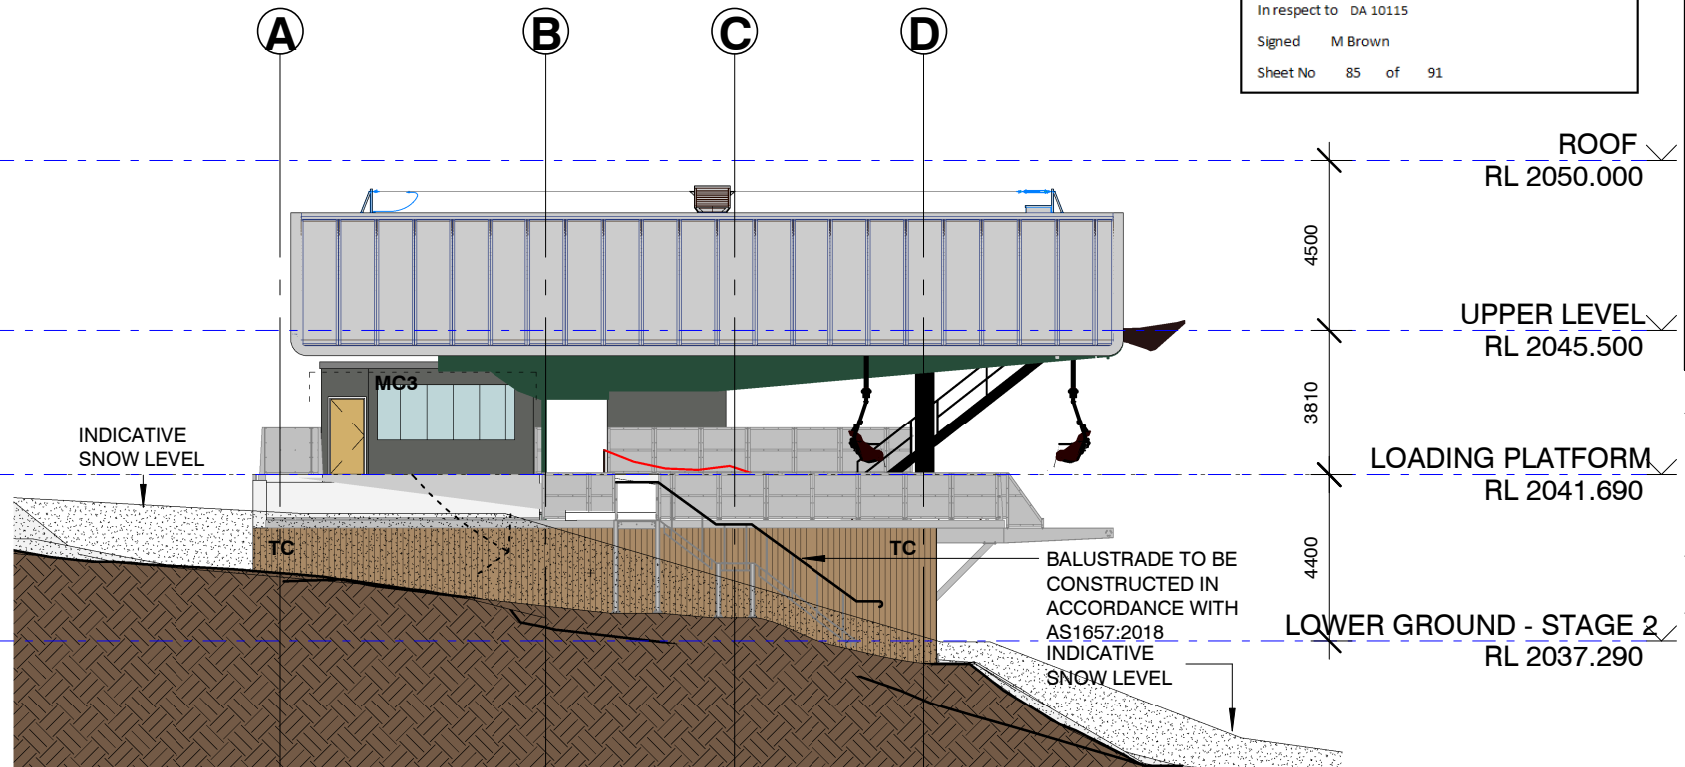 In respect to DA 10115
Signed M Brown
Sheet No 85 of 91
A B C D
ROOF
RL 2050.000
4500
UPPER LEVEL
RL 2045.500
MC3
3810
INDICATIVE
SNOW LEVEL
LOADING PLATFORM
RL 2041.690
TC
TC
4400
BALUSTRADE TO BE
CONSTRUCTED IN
ACCORDANCE WITH
AS1657:2018
LOWER GROUND - STAGE 2
RL 2037.290
INDICATIVE
SNOW LEVEL